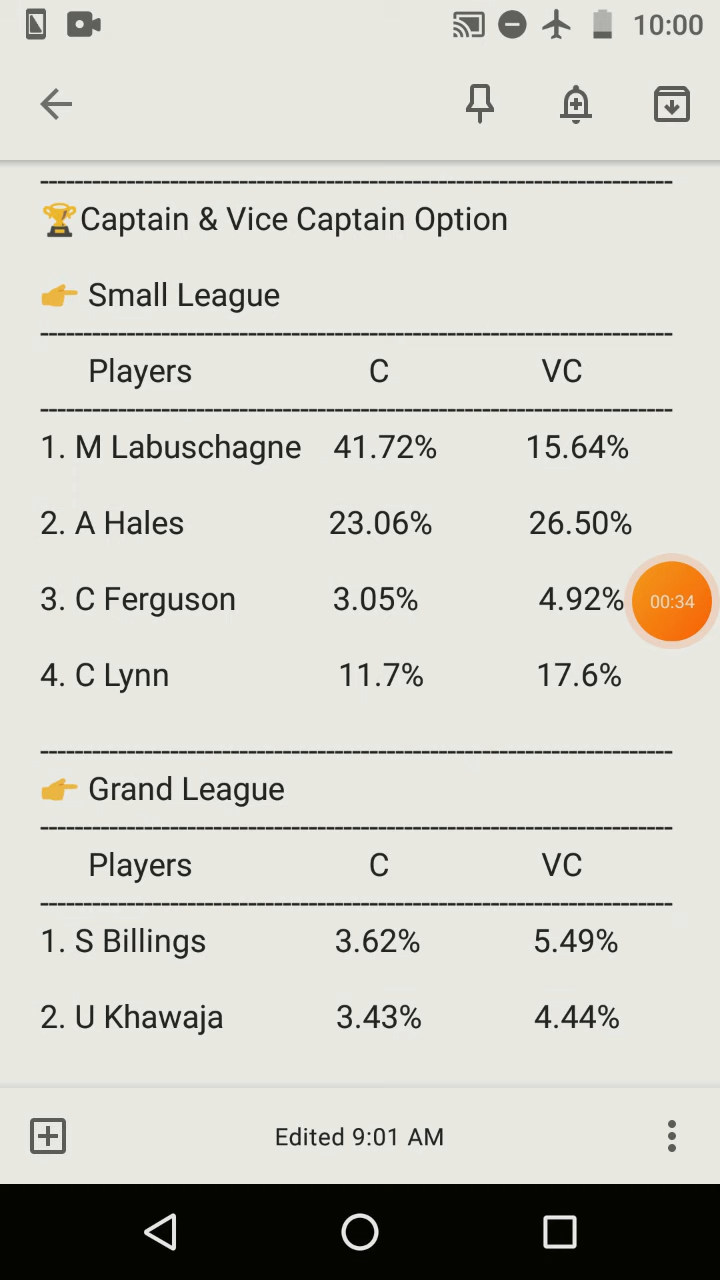 10:00
--------------------------------------------------------------------------------
🏆Captain & Vice Captain Option
👉 Small League
--------------------------------------------------------------------------------
Players C VC
--------------------------------------------------------------------------------
1. M Labuschagne 41.72% 15.64%
2. A Hales 23.06% 26.50%
3. C Ferguson 3.05% 4.92%
00:34
4. C Lynn 11.7% 17.6%
--------------------------------------------------------------------------------
👉 Grand League
--------------------------------------------------------------------------------
Players C VC
--------------------------------------------------------------------------------
1. S Billings 3.62% 5.49%
2. U Khawaja 3.43% 4.44%
Edited 9:01 AM